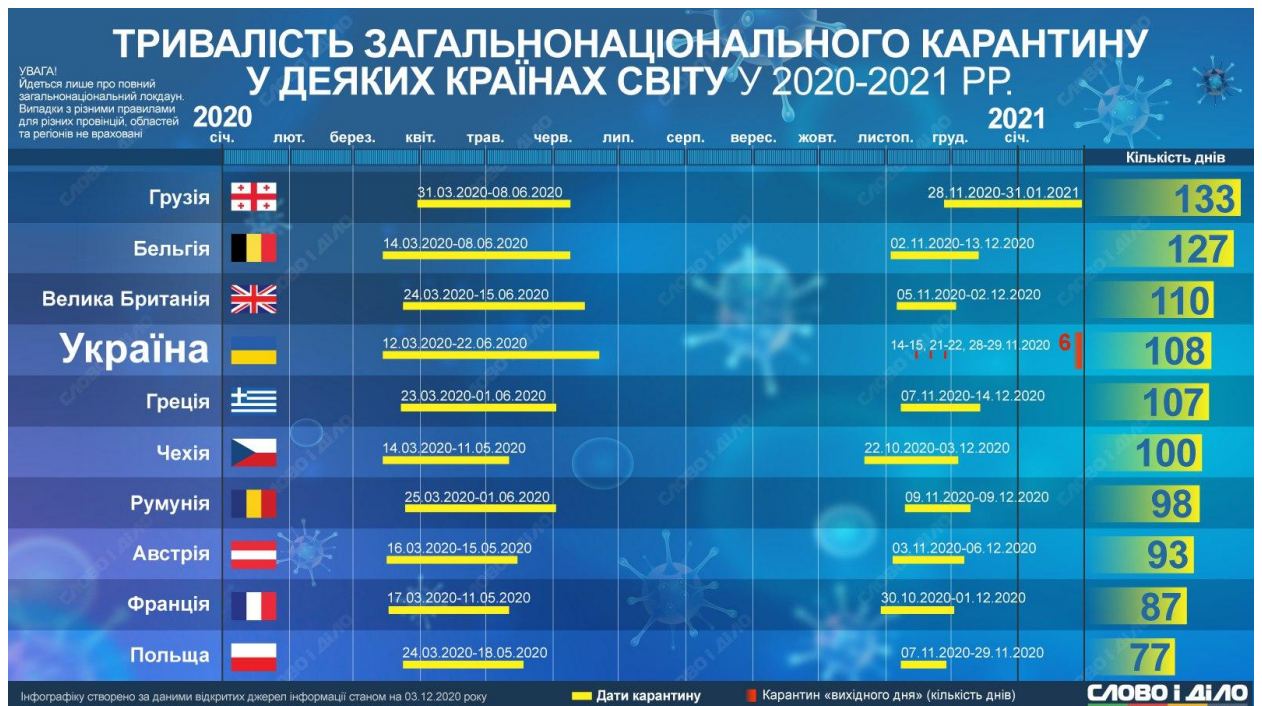 ТРИВАЛІСТЬ ЗАГАЛЬНОНАЦІОНАЛЬНОГО КАРАНТИНУ
У ДЕЯКИХ КРАЇНАХ СВІТУ У 2020-2021 РР.
УВАГА!
Йдеться лише про повний
загальнонаціональний локдаун.
Випадки з різними правилами
для різних провінцій, областей
та регіонів не враховані
2020 2021
січ. лют. берез. квіт. трав. черв. лип. серп. верес. жовт. листоп. груд. січ.
Кількість днів
Грузія 31.03.2020-08.06.2020 28.11.2020-31.01.2021 133
Бельгія 14.03.2020-08.06.2020 02.11.2020-13.12.2020 127
Велика Британія 24.03.2020-15.06.2020 05.11.2020-02.12.2020 110
Україна 12.03.2020-22.06.2020 14-15, 21-22, 28-29.11.2020 6 108
Греція 23.03.2020-01.06.2020 07.11.2020-14.12.2020 107
Чехія 14.03.2020-11.05.2020 22.10.2020-03.12.2020 100
Румунія 25.03.2020-01.06.2020 09.11.2020-09.12.2020 98
Австрія 16.03.2020-15.05.2020 03.11.2020-06.12.2020 93
Франція 17.03.2020-11.05.2020 30.10.2020-01.12.2020 87
Польща 24.03.2020-18.05.2020 07.11.2020-29.11.2020 77
Інфографіку створено за даними відкритих джерел інформації станом на 03.12.2020 року
Дати карантину
Карантин «вихідного дня» (кількість днів)
СЛОВО І ДІЛО